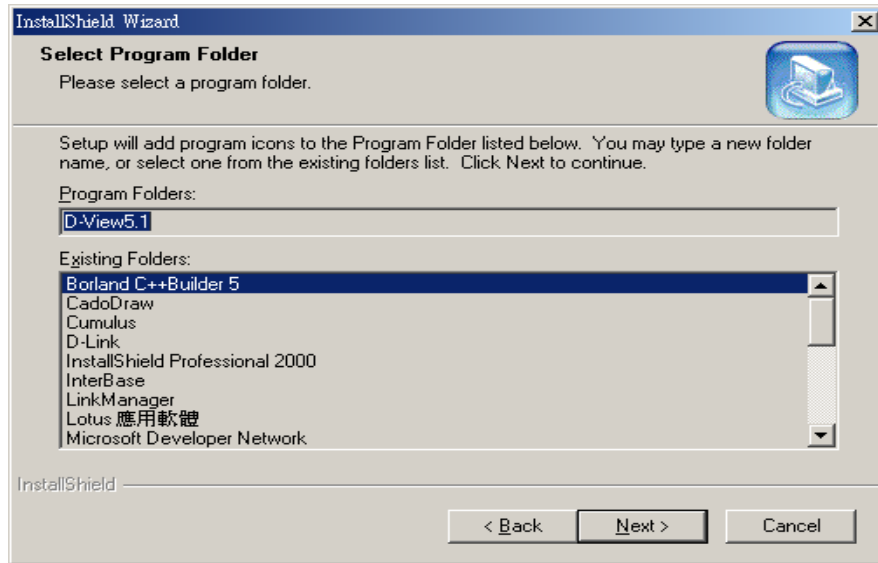 InstallShield Wizard
Select Program Folder
Please select a program folder.
Setup will add program icons to the Program Folder listed below. You may type a new folder
name, or select one from the existing folders list. Click Next to continue.
Program Folders:
D-View5.1
Existing Folders:
Borland C++Builder 5
CadoDraw
Cumulus
D-Link
InstallShield Professional 2000
InterBase
LinkManager
Lotus 應用軟體
Microsoft Developer Network
InstallShield
< Back Next > Cancel